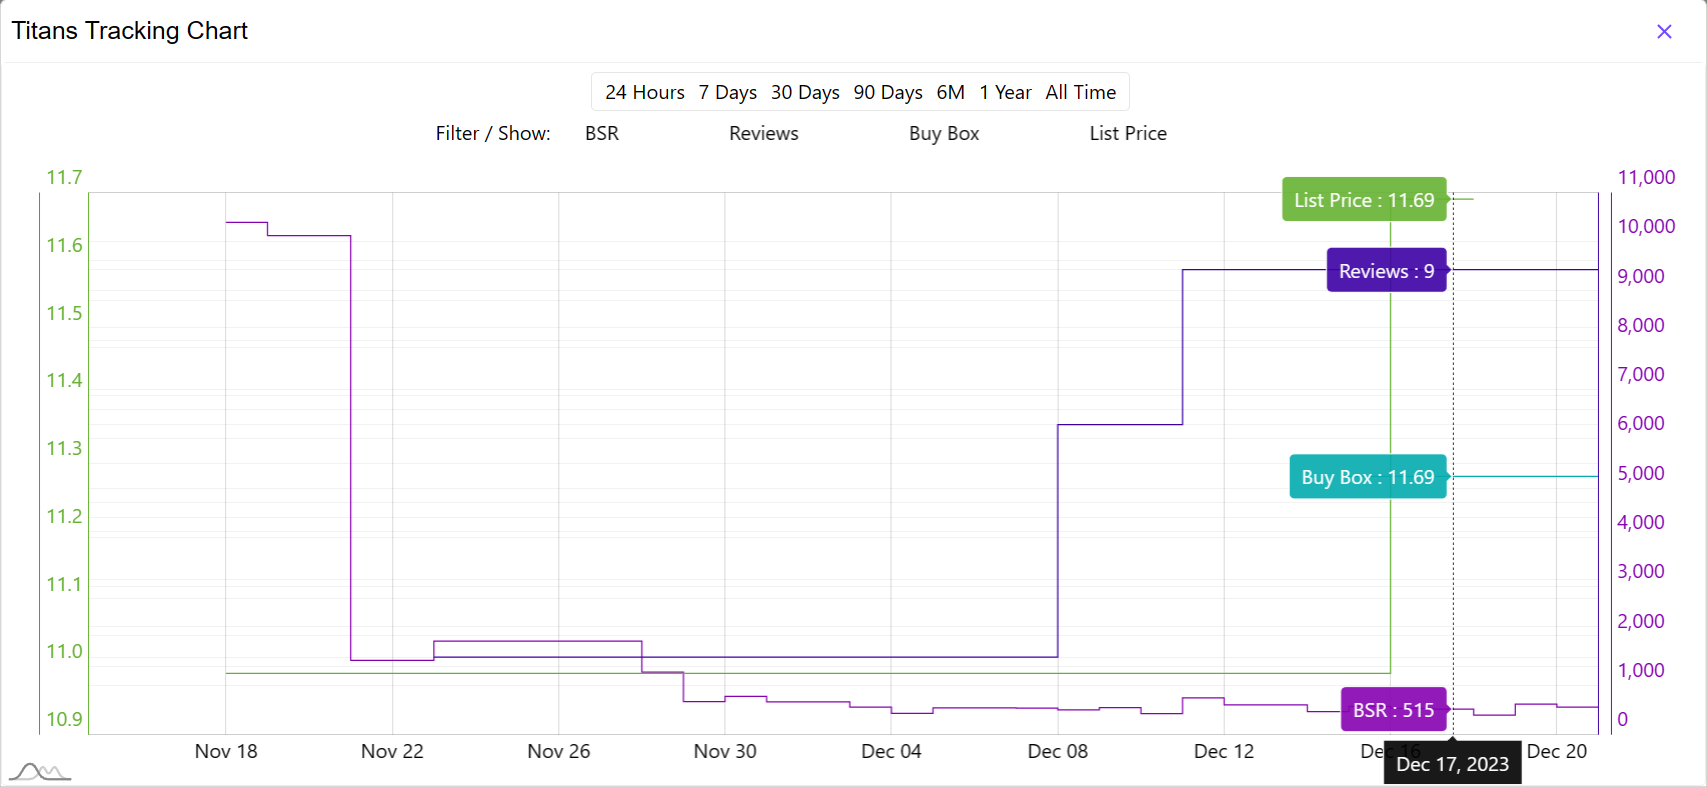 Titans Tracking Chart
24 Hours 7 Days 30 Days 90 Days 6M 1 Year All Time
Filter / Show: BSR Reviews Buy Box List Price
11.7
11.6
11.5
11.4
11.3
11.2
11.1
11.0
10.9
List Price : 11.69
Reviews : 9
Buy Box : 11.69
BSR : 515
11,000
10,000
9,000
8,000
7,000
6,000
5,000
4,000
3,000
2,000
1,000
0
Nov 18 Nov 22 Nov 26 Nov 30 Dec 04 Dec 08 Dec 12 Dec 16 Dec 20
Dec 17, 2023